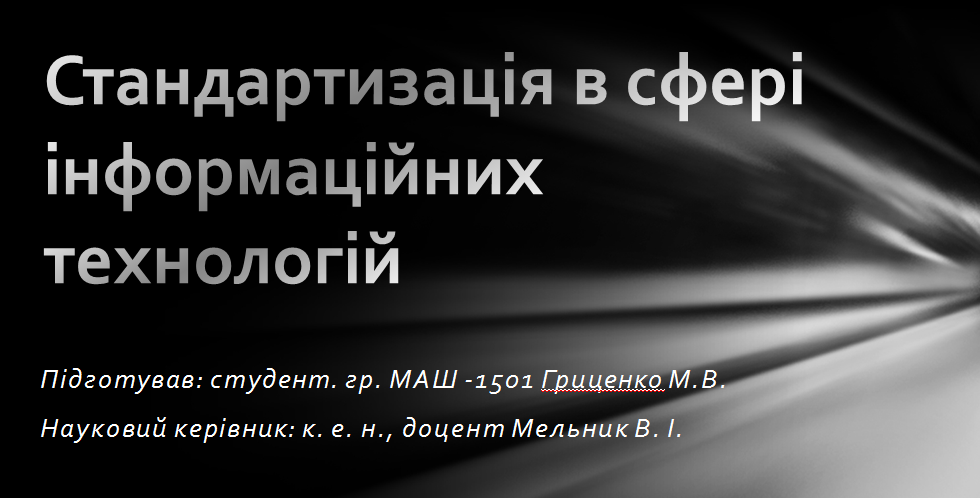 Стандартизація в сфері
інформаційних
технологій
Підготував: студент. гр. МАШ -1501 Гриценко М.В.
Науковий керівник: к. е. н., доцент Мельник В. І.